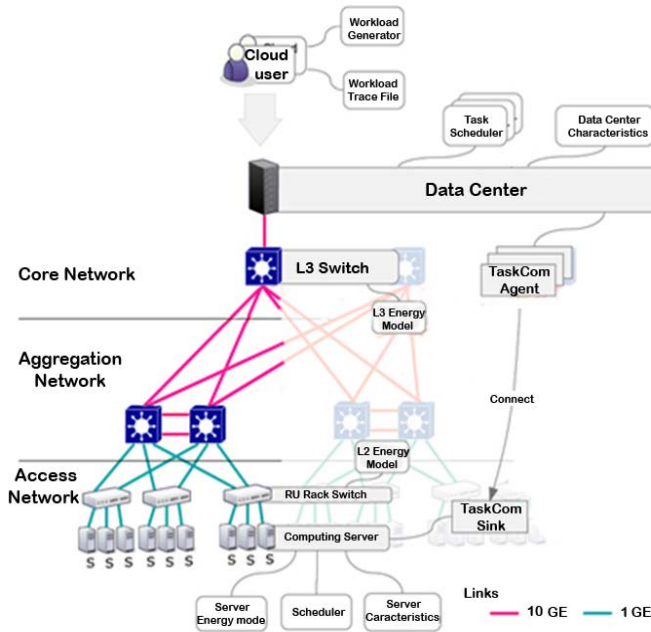 Workload
Generator
Cloud
user
Workload
Trace File
Task
Scheduler
Data Center
Characteristics
Data Center
Core Network
L3 Switch
TaskCom
Agent
L3 Energy
Model
Aggregation
Network
Connect
L2 Energy
Model
Access
Network
RU Rack Switch
TaskCom
Sink
Computing Server
S S S S S S S S S
Server
Energy mode
Scheduler
Server
Caracteristics
Links
10 GE
1 GE